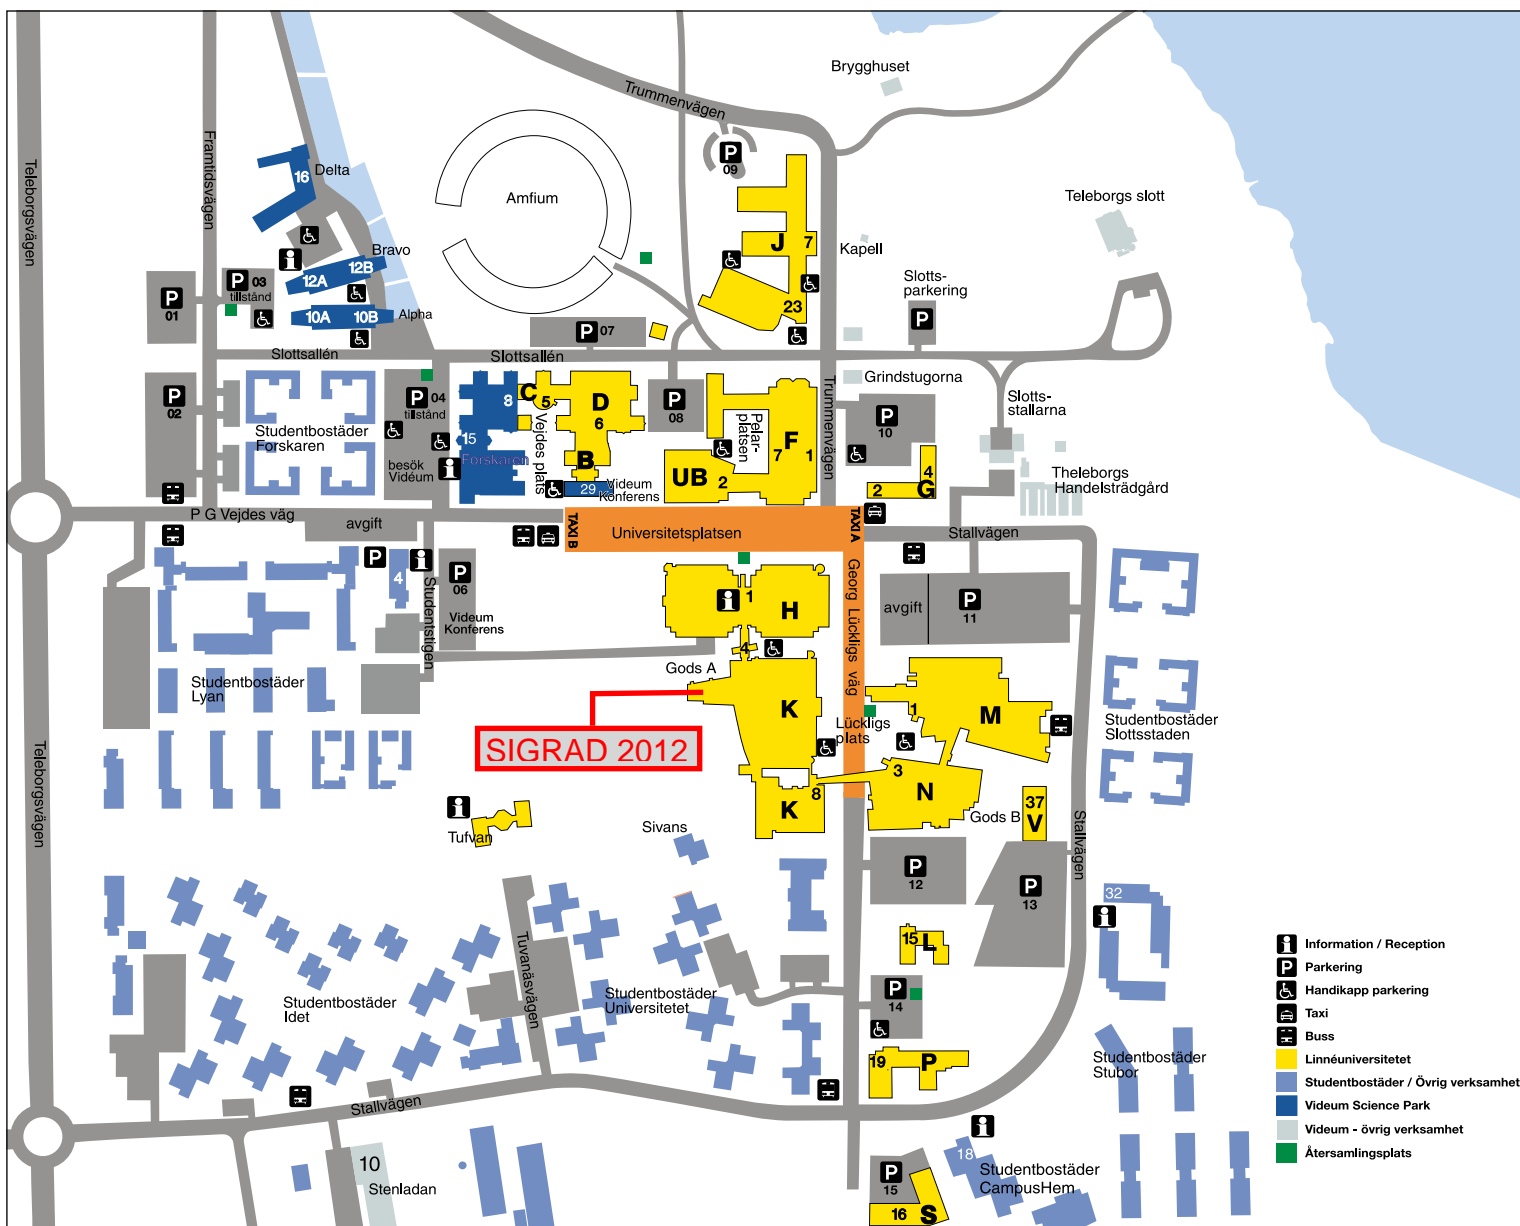 Brygghuset
Trummenvägen
P
09
Teleborgsvägen
Framtidsvägen
16
Delta
Amfium
Teleborgs slott
J
7
Kapell
Bravo
12B
12A
P 03
tillstånd
P
01
Slotts-
parkering
P
23
10A
10B
Alpha
P 07
Slottsallén
Slottsallén
Grindstugorna
P
02
Studentbostäder
Forskaren
P 04
tillstånd
8
C
5
D
6
P
08
Trummenvägen
Slotts-
stallarna
Pelar-
platsen
F
7
1
P
10
15
Forskaren
Vejdes plats
B
besök
Vidéum
UB
2
4
G
2
Theleborgs
Handelsträdgård
29
Videum
Konferens
P G Vejdes väg
avgift
TAXI B
Universitetsplatsen
TAXI A
Stallvägen
P
4
Studentstigen
P
06
Videum
Konferens
1
H
Georg Lückligs väg
avgift
P
11
4
Gods A
Studentbostäder
Lyan
K
1
M
Lückligs
plats
Studentbostäder
Slottsstaden
SIGRAD 2012
Teleborgsvägen
3
N
8
K
37
V
Gods B
Stallvägen
Tufvan
Sivans
P
12
P
13
32
15
L
Information / Reception
P Parkering
Handikapp parkering
Taxi
Buss
Linnéuniversitetet
Studentbostäder / Övrig verksamhet
Videum Science Park
Videum - övrig verksamhet
Återsamlingsplats
Tuvanäsvägen
Studentbostäder
Idet
Studentbostäder
Universitetet
P
14
19
P
Studentbostäder
Stubor
Stallvägen
10
Stenladan
P
15
16
S
18
Studentbostäder
CampusHem